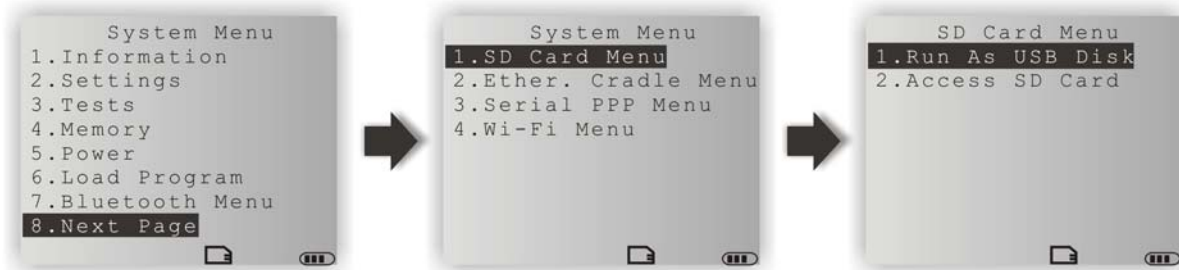 System Menu
1.Information
2.Settings
3.Tests
4.Memory
5.Power
6.Load Program
7.Bluetooth Menu
8.Next Page
System Menu
1.SD Card Menu
2.Ether. Cradle Menu
3.Serial PPP Menu
4.Wi-Fi Menu
SD Card Menu
1.Run As USB Disk
2.Access SD Card